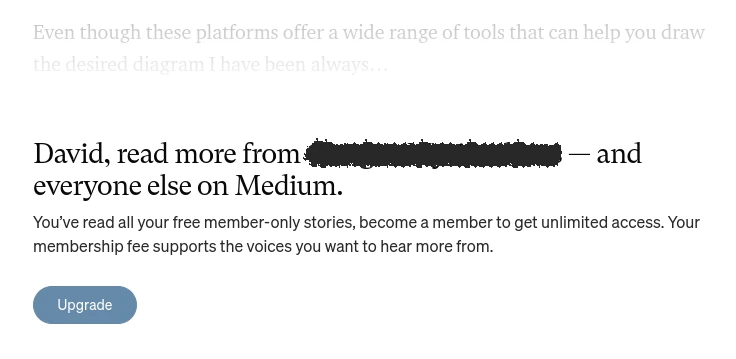 Even though these platforms offer a wide range of tools that can help you draw
the desired diagram I have been always…
David, read more from — and
everyone else on Medium.
You’ve read all your free member-only stories, become a member to get unlimited access. Your
membership fee supports the voices you want to hear more from.
Upgrade